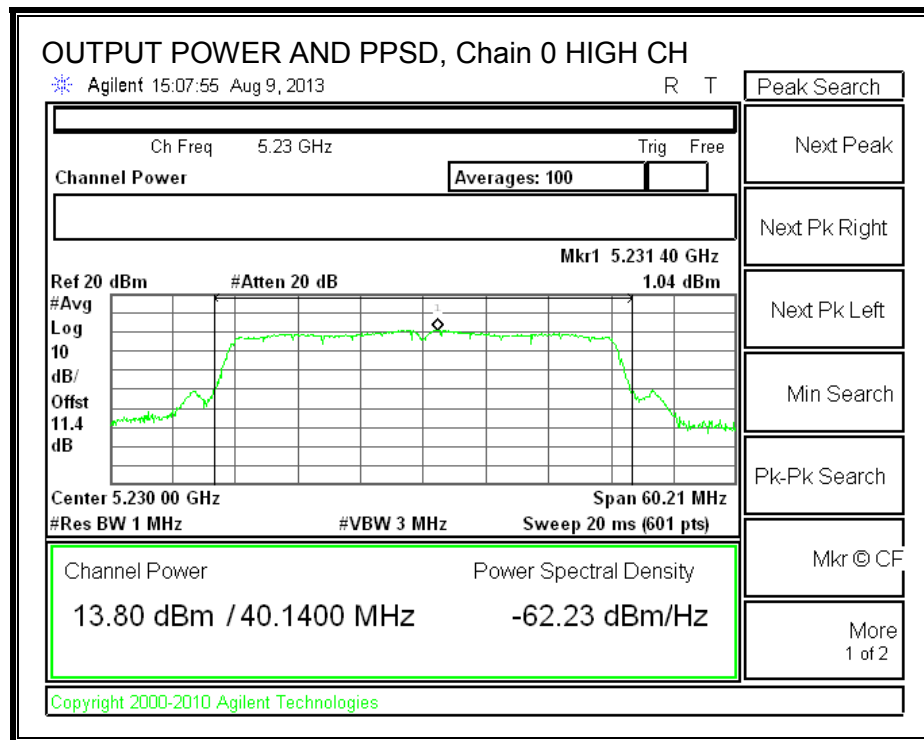 OUTPUT POWER AND PPSD, Chain 0 HIGH CH
Agilent 15:07:55 Aug 9, 2013 R T
Ch Freq 5.23 GHz Trig Free
Channel Power Averages: 100
Mkr1 5.231 40 GHz
Ref 20 dBm #Atten 20 dB 1.04 dBm
#Avg
Log
10
dB/
Offst
11.4
dB
1
Center 5.230 00 GHz Span 60.21 MHz
#Res BW 1 MHz #VBW 3 MHz Sweep 20 ms (601 pts)
Channel Power Power Spectral Density
13.80 dBm / 40.1400 MHz -62.23 dBm/Hz
Copyright 2000-2010 Agilent Technologies
Peak Search
Next Peak
Next Pk Right
Next Pk Left
Min Search
Pk-Pk Search
Mkr © CF
More
1 of 2